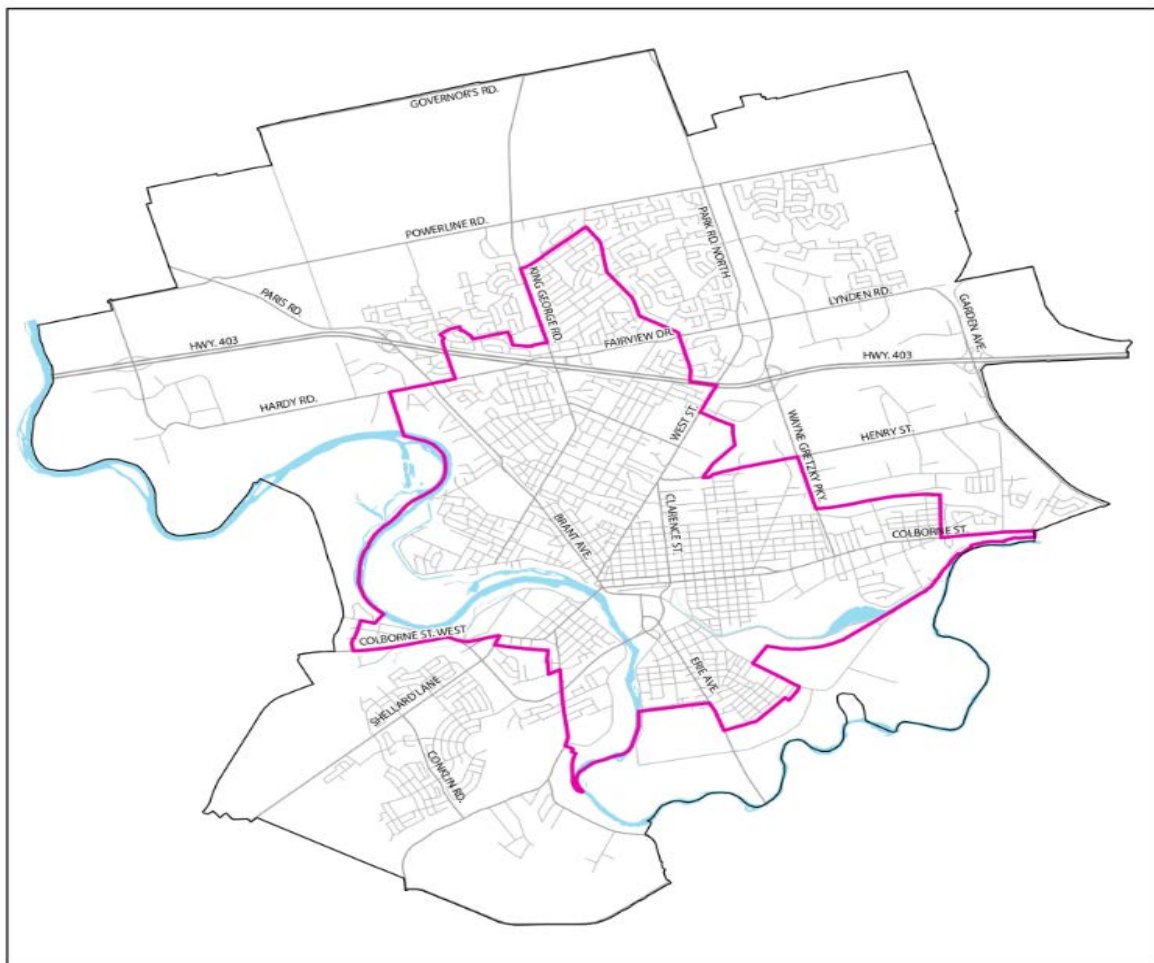 GOVERNOR'S RD.
POWERLINE RD.
PARK RD. NORTH
KING GEORGE RD.
PARIS RD.
LYNDEN RD.
GARDEN AVE.
FAIRVIEW DR.
HWY. 403
HWY. 403
HARDY RD.
WEST ST.
WAYNE GRETZKY PKY.
HENRY ST.
CLARENCE ST.
BRANT AVE.
COLBORNE ST.
COLBORNE ST. WEST
ERIE AVE.
SHELLARD LANE
CONKLIN RD.